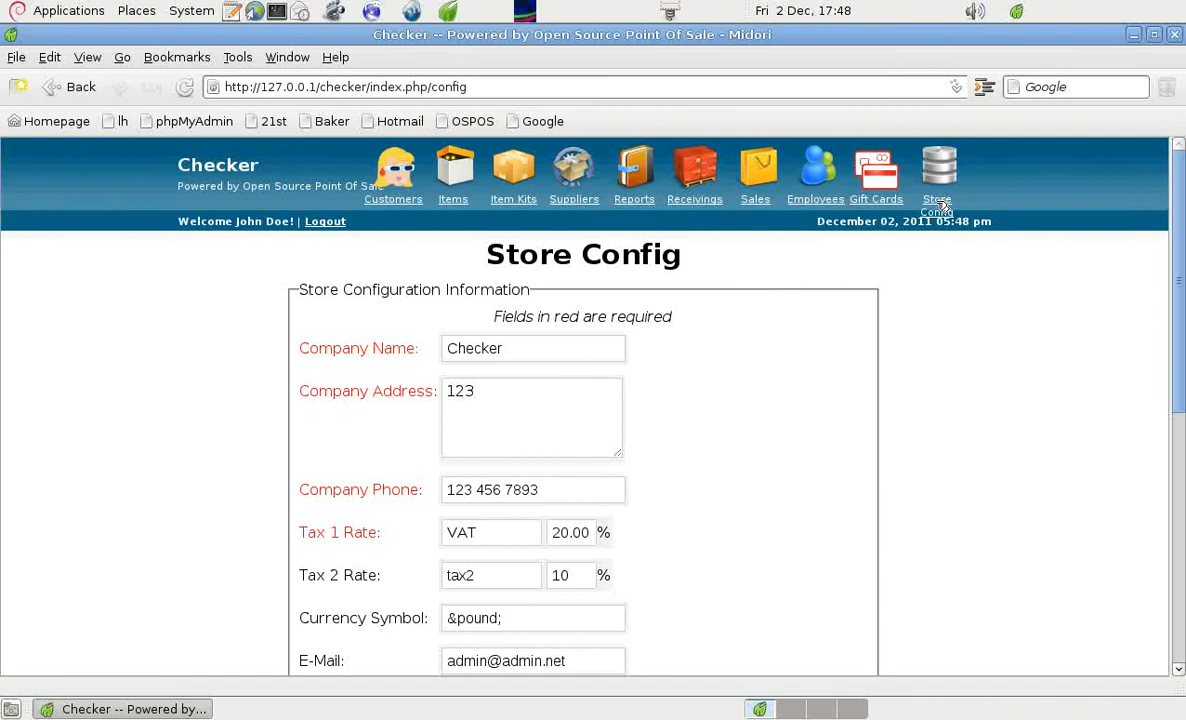 Applications Places System Fri 2 Dec, 17:48
Checker -- Powered by Open Source Point Of Sale - Midori
File Edit View Go Bookmarks Tools Window Help
Back http://127.0.0.1/checker/index.php/config Google
Homepage lh phpMyAdmin 21st Baker Hotmail OSPOS Google
Checker
Powered by Open Source Point Of Sale
Customers Items Item Kits Suppliers Reports Receivings Sales Employees Gift Cards Store Config
Welcome John Doe! | Logout December 02, 2011 05:48 pm
Store Config
Store Configuration Information
Fields in red are required
Company Name: Checker
Company Address: 123
Company Phone: 123 456 7893
Tax 1 Rate: VAT 20.00 %
Tax 2 Rate: tax2 10 %
Currency Symbol: &pound;
E-Mail: admin@admin.net
Checker -- Powered by...